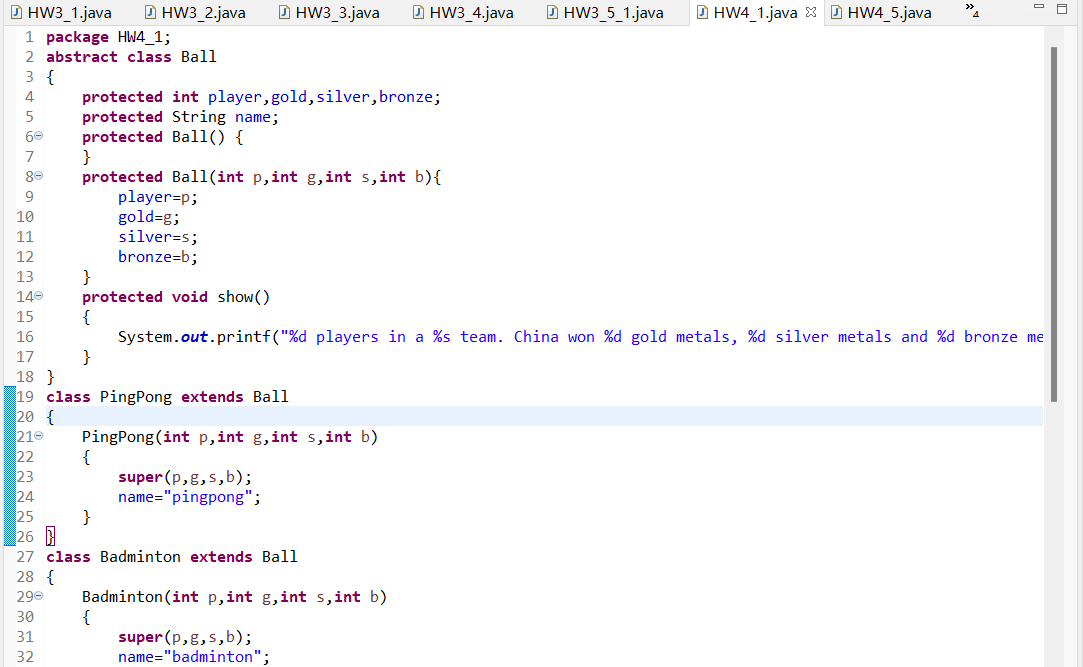 HW3_1.java HW3_2.java HW3_3.java HW3_4.java HW3_5_1.java HW4_1.java HW4_5.java »4
1 package HW4_1;
2 abstract class Ball
3 {
4     protected int player,gold,silver,bronze;
5     protected String name;
6     protected Ball() {
7     }
8     protected Ball(int p,int g,int s,int b){
9         player=p;
10         gold=g;
11         silver=s;
12         bronze=b;
13     }
14     protected void show()
15     {
16         System.out.printf("%d players in a %s team. China won %d gold metals, %d silver metals and %d bronze me
17     }
18 }
19 class PingPong extends Ball
20 {
21     PingPong(int p,int g,int s,int b)
22     {
23         super(p,g,s,b);
24         name="pingpong";
25     }
26 }
27 class Badminton extends Ball
28 {
29     Badminton(int p,int g,int s,int b)
30     {
31         super(p,g,s,b);
32         name="badminton";